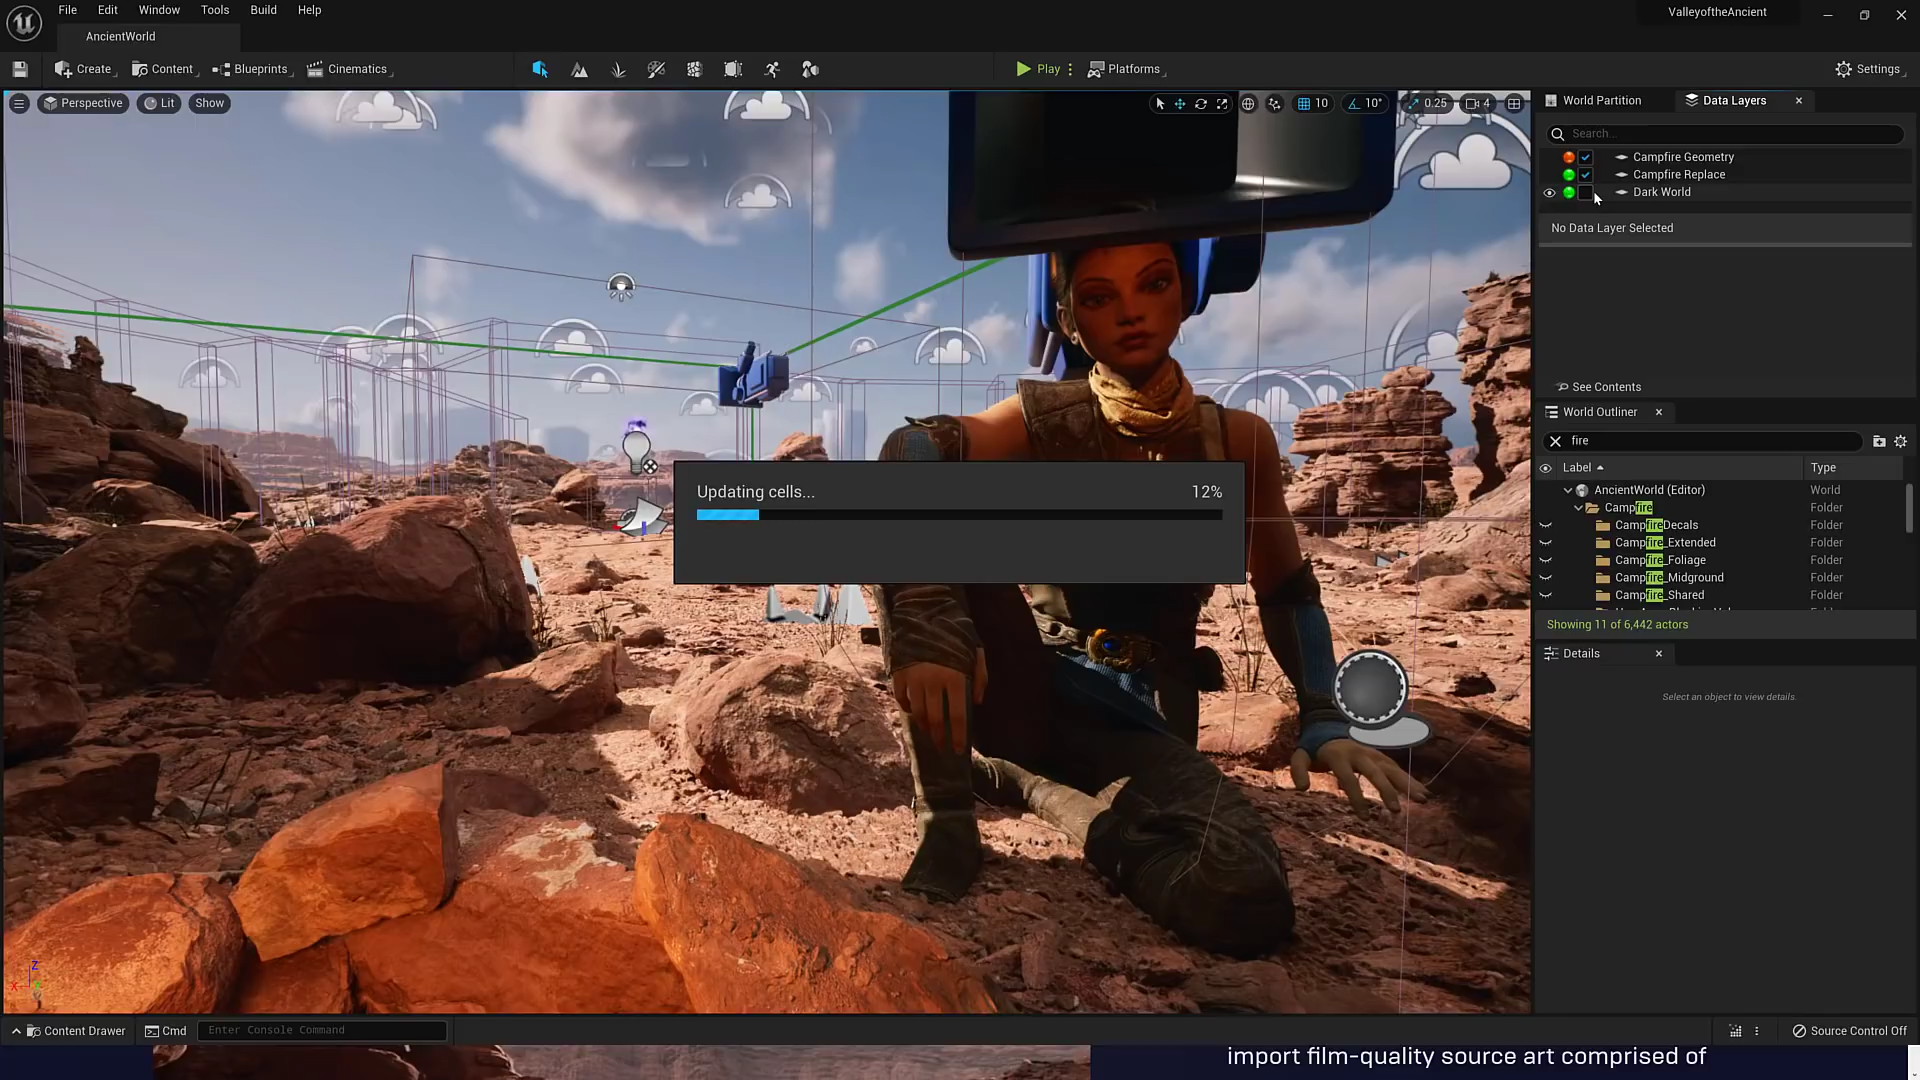 File Edit Window Tools Build Help
ValleyoftheAncient
AncientWorld
Create Content Blueprints Cinematics Play Platforms Settings
Perspective Lit Show 10 10° 0.25 4
World Partition Data Layers
Search...
Campfire Geometry
Campfire Replace
Dark World
No Data Layer Selected
See Contents
World Outliner
fire
Label Type
AncientWorld (Editor) World
Campfire Folder
CampfireDecals Folder
Campfire_Extended Folder
Campfire_Foliage Folder
Campfire_Midground Folder
Campfire_Shared Folder
Showing 11 of 6,442 actors
Details
Select an object to view details.
Updating cells... 12%
Z
X Y
Content Drawer Cmd Enter Console Command Source Control Off
import film-quality source art comprised of